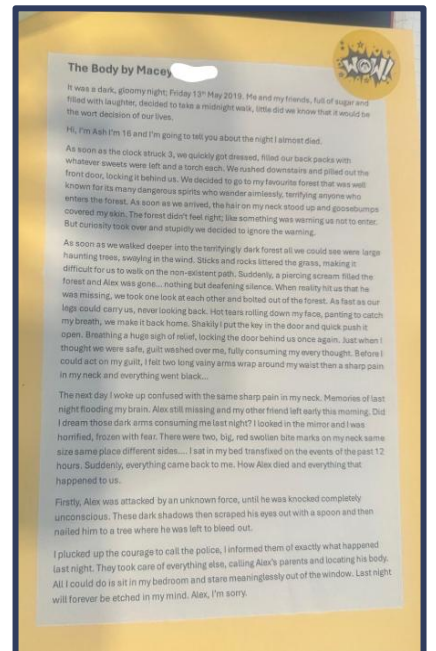 WOW!
The Body by Macey
It was a dark, gloomy night; Friday 13th May 2019. Me and my friends, full of sugar and
filled with laughter, decided to take a midnight walk, little did we know that it would be
the wort decision of our lives.
Hi, I'm Ash I'm 16 and I'm going to tell you about the night I almost died.
As soon as the clock struck 3, we quickly got dressed, filled our back packs with
whatever sweets were left and a torch each. We rushed downstairs and pilled out the
front door, locking it behind us. We decided to go to my favourite forest that was well
known for its many dangerous spirits who wander aimlessly, terrifying anyone who
enters the forest. As soon as we arrived, the hair on my neck stood up and goosebumps
covered my skin. The forest didn't feel right; like something was warning us not to enter.
But curiosity took over and stupidly we decided to ignore the warning.
As soon as we walked deeper into the terrifyingly dark forest all we could see were large
haunting trees, swaying in the wind. Sticks and rocks littered the grass, making it
difficult for us to walk on the non-existent path. Suddenly, a piercing scream filled the
forest and Alex was gone... nothing but deafening silence. When reality hit us that he
was missing, we took one look at each other and bolted out of the forest. As fast as our
legs could carry us, never looking back. Hot tears rolling down my face, panting to catch
my breath, we make it back home. Shakily I put the key in the door and quick push it
open. Breathing a huge sigh of relief, locking the door behind us once again. Just when I
thought we were safe, guilt washed over me, fully consuming my every thought. Before I
could act on my guilt, I felt two long vainy arms wrap around my waist then a sharp pain
in my neck and everything went black...
The next day I woke up confused with the same sharp pain in my neck. Memories of last
night flooding my brain. Alex still missing and my other friend left early this morning. Did
I dream those dark arms consuming me last night? I looked in the mirror and I was
horrified, frozen with fear. There were two, big, red swollen bite marks on my neck same
size same place different sides.... I sat in my bed transfixed on the events of the past 12
hours. Suddenly, everything came back to me. How Alex died and everything that
happened to us.
Firstly, Alex was attacked by an unknown force, until he was knocked completely
unconscious. These dark shadows then scraped his eyes out with a spoon and then
nailed him to a tree where he was left to bleed out.
I plucked up the courage to call the police, I informed them of exactly what happened
last night. They took care of everything else, calling Alex's parents and locating his body.
All I could do is sit in my bedroom and stare meaninglessly out of the window. Last night
will forever be etched in my mind. Alex, I'm sorry.